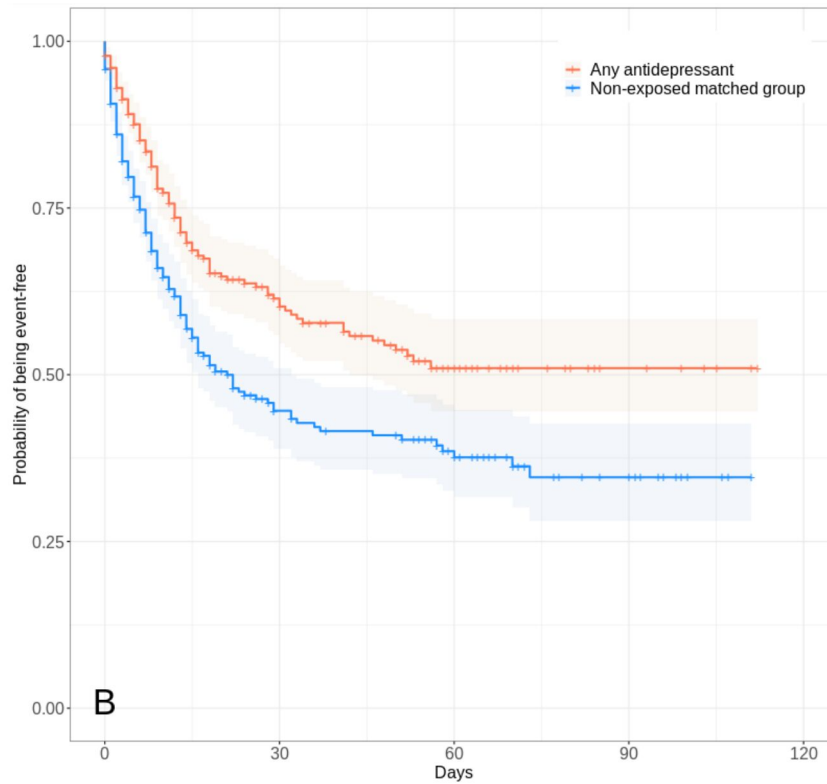 1.00
0.75
0.50
0.25
0.00
Probability of being event-free
Any antidepressant
Non-exposed matched group
B
0 30 60 90 120
Days